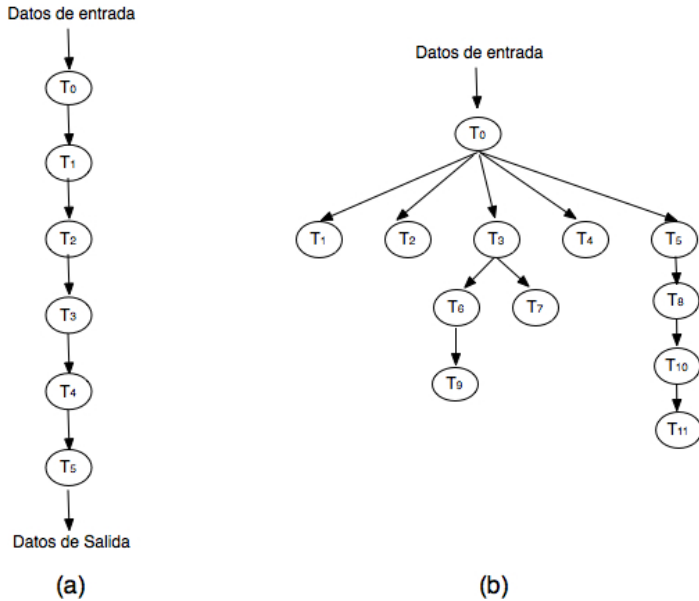 Datos de entrada
T0
T1
T2
T3
T4
T5
Datos de Salida
(a)
Datos de entrada
T0
T1 T2 T3 T4 T5
T6 T7 T8
T9 T10
T11
(b)